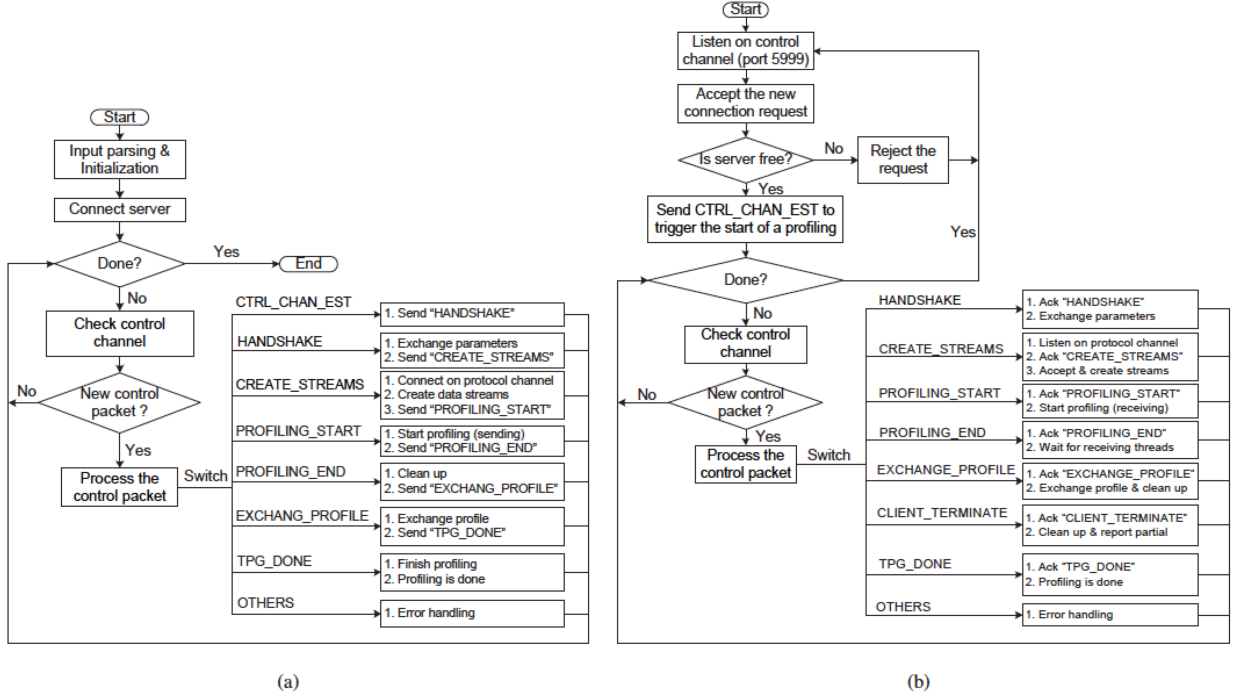 Start
Input parsing &
Initialization
Connect server
Done?
Yes
End
No
Check control
channel
New control
packet ?
No
Yes
Process the
control packet
Switch
CTRL_CHAN_EST
1. Send “HANDSHAKE”
HANDSHAKE
1. Exchange parameters
2. Send “CREATE_STREAMS”
CREATE_STREAMS
1. Connect on protocol channel
2. Create data streams
3. Send “PROFILING_START”
PROFILING_START
1. Start profiling (sending)
2. Send “PROFILING_END”
PROFILING_END
1. Clean up
2. Send “EXCHANG_PROFILE”
EXCHANG_PROFILE
1. Exchange profile
2. Send “TPG_DONE”
TPG_DONE
1. Finish profiling
2. Profiling is done
OTHERS
1. Error handling
(a)
Start
Listen on control
channel (port 5999)
Accept the new
connection request
Is server free?
No
Reject the
request
Yes
Send CTRL_CHAN_EST to
trigger the start of a profiling
Yes
Done?
No
Check control
channel
New control
packet ?
No
Yes
Process the
control packet
Switch
HANDSHAKE
1. Ack “HANDSHAKE”
2. Exchange parameters
CREATE_STREAMS
1. Listen on protocol channel
2. Ack “CREATE_STREAMS”
3. Accept & create streams
PROFILING_START
1. Ack “PROFILING_START”
2. Start profiling (receiving)
PROFILING_END
1. Ack “PROFILING_END”
2. Wait for receiving threads
EXCHANGE_PROFILE
1. Ack “EXCHANGE_PROFILE”
2. Exchange profile & clean up
CLIENT_TERMINATE
1. Ack “CLIENT_TERMINATE”
2. Clean up & report partial
TPG_DONE
1. Ack “TPG_DONE”
2. Profiling is done
OTHERS
1. Error handling
(b)